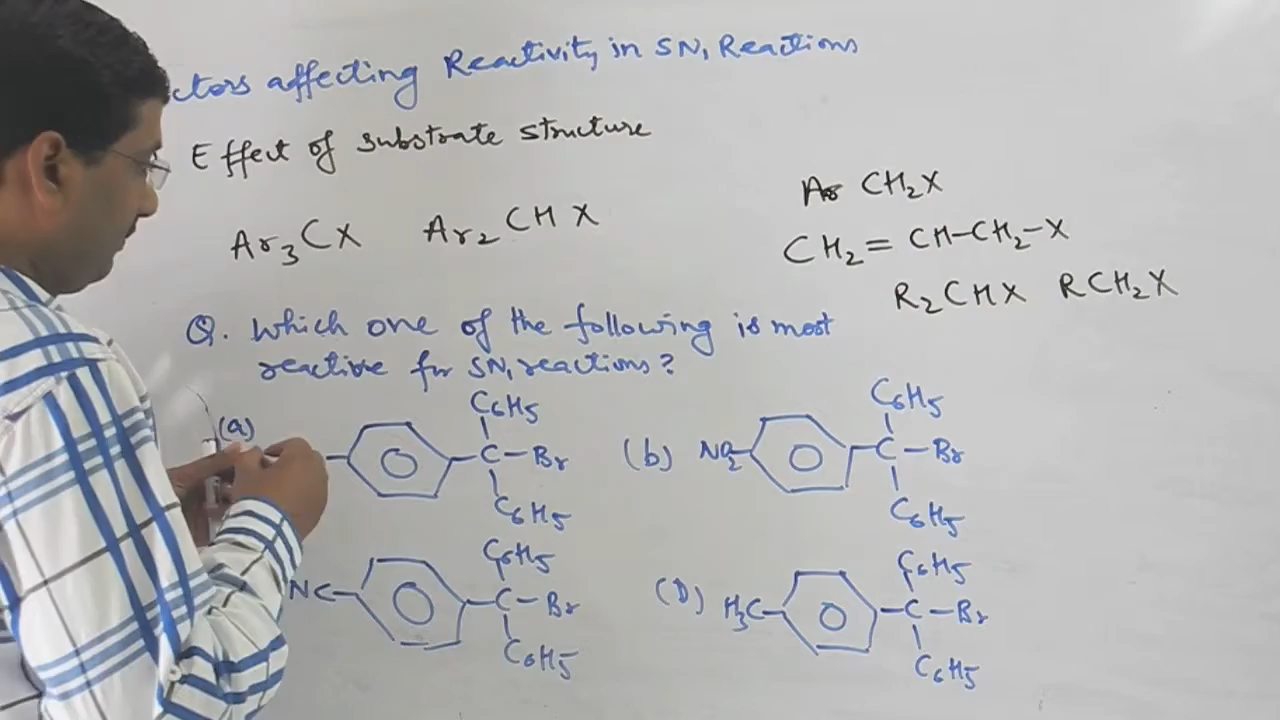 ctors affecting Reactivity in SN1 Reactions
Effect of substrate structure
Ar CH2X
Ar3CX Ar2CHX
CH2=CH-CH2-X
R2CHX RCH2X
Q. Which one of the following is most
reactive for SN1 reactions?
(a) C6H5 C-Br C6H5
(b) NO2 C6H5 C-Br C6H5
NC C6H5 C-Br C6H5
(D) H3C C6H5 C-Br C6H5